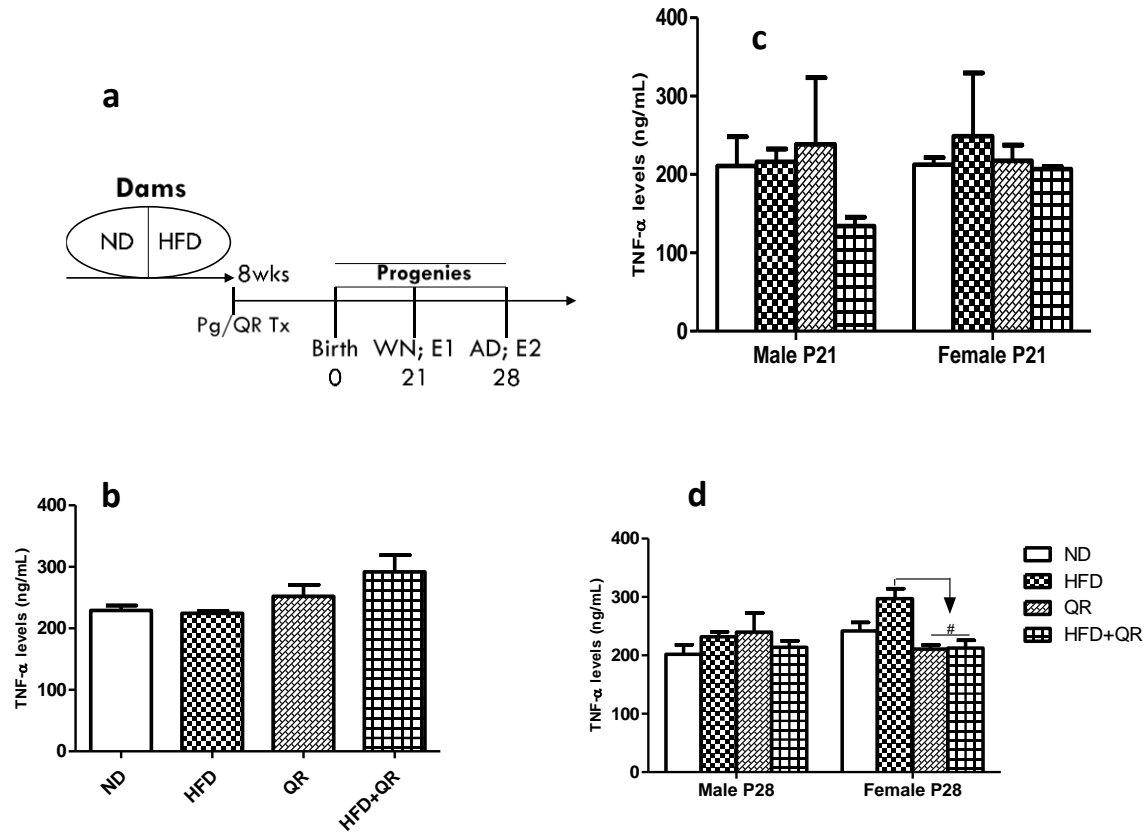 a
Dams
ND HFD
8wks
Progenies
Pg/QR Tx
Birth WN; E1 AD; E2
0 21 28
b
TNF-α levels (ng/mL)
400
300
200
100
0
ND HFD QR HFD+QR
c
TNF-α levels (ng/mL)
400
300
200
100
0
Male P21 Female P21
d
TNF-α levels (ng/mL)
400
300
200
100
0
#
Male P28 Female P28
ND
HFD
QR
HFD+QR